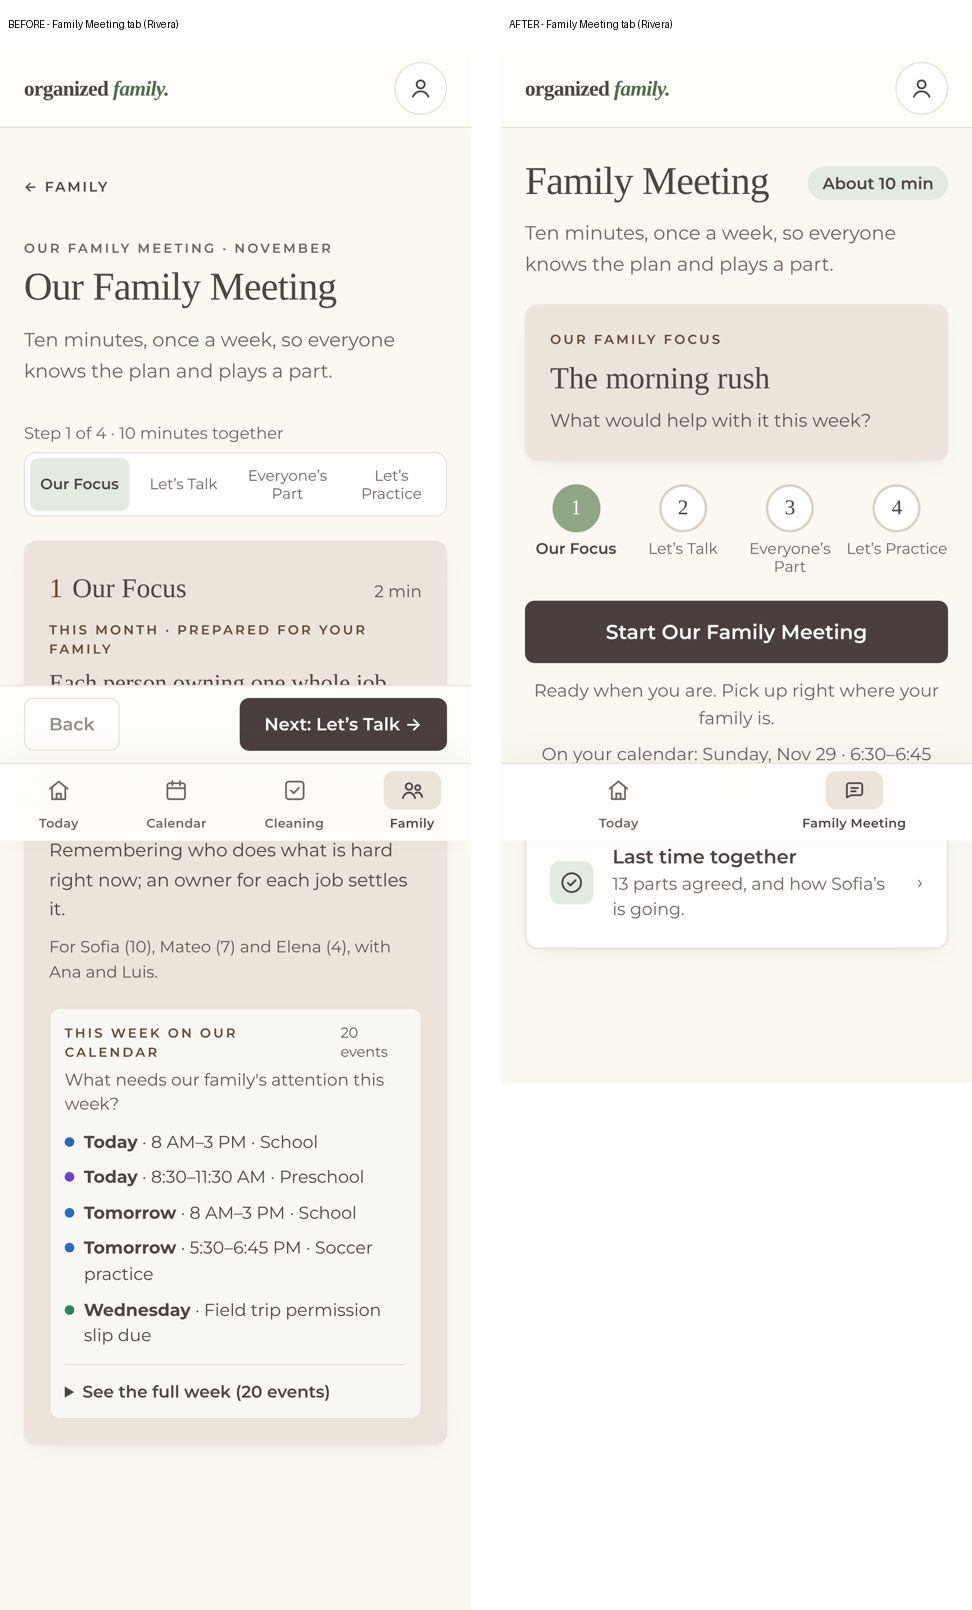 BEFORE - Family Meeting tab (Rivera)
organized family.
← FAMILY
OUR FAMILY MEETING · NOVEMBER
Our Family Meeting
Ten minutes, once a week, so everyone
knows the plan and plays a part.
Step 1 of 4 · 10 minutes together
Our Focus
Let’s Talk
Everyone’s
Part
Let’s
Practice
1 Our Focus
2 min
THIS MONTH · PREPARED FOR YOUR
FAMILY
Each person owning one whole job
Back
Next: Let’s Talk →
Today
Calendar
Cleaning
Family
Remembering who does what is hard
right now; an owner for each job settles
it.
For Sofia (10), Mateo (7) and Elena (4), with
Ana and Luis.
THIS WEEK ON OUR
CALENDAR
20
events
What needs our family's attention this
week?
Today · 8 AM–3 PM · School
Today · 8:30–11:30 AM · Preschool
Tomorrow · 8 AM–3 PM · School
Tomorrow · 5:30–6:45 PM · Soccer
practice
Wednesday · Field trip permission
slip due
▶ See the full week (20 events)
AFTER - Family Meeting tab (Rivera)
organized family.
Family Meeting
About 10 min
Ten minutes, once a week, so everyone
knows the plan and plays a part.
OUR FAMILY FOCUS
The morning rush
What would help with it this week?
1
Our Focus
2
Let’s Talk
3
Everyone’s
Part
4
Let’s Practice
Start Our Family Meeting
Ready when you are. Pick up right where your
family is.
On your calendar: Sunday, Nov 29 · 6:30–6:45
Today
Family Meeting
Last time together
13 parts agreed, and how Sofia’s
is going.
›